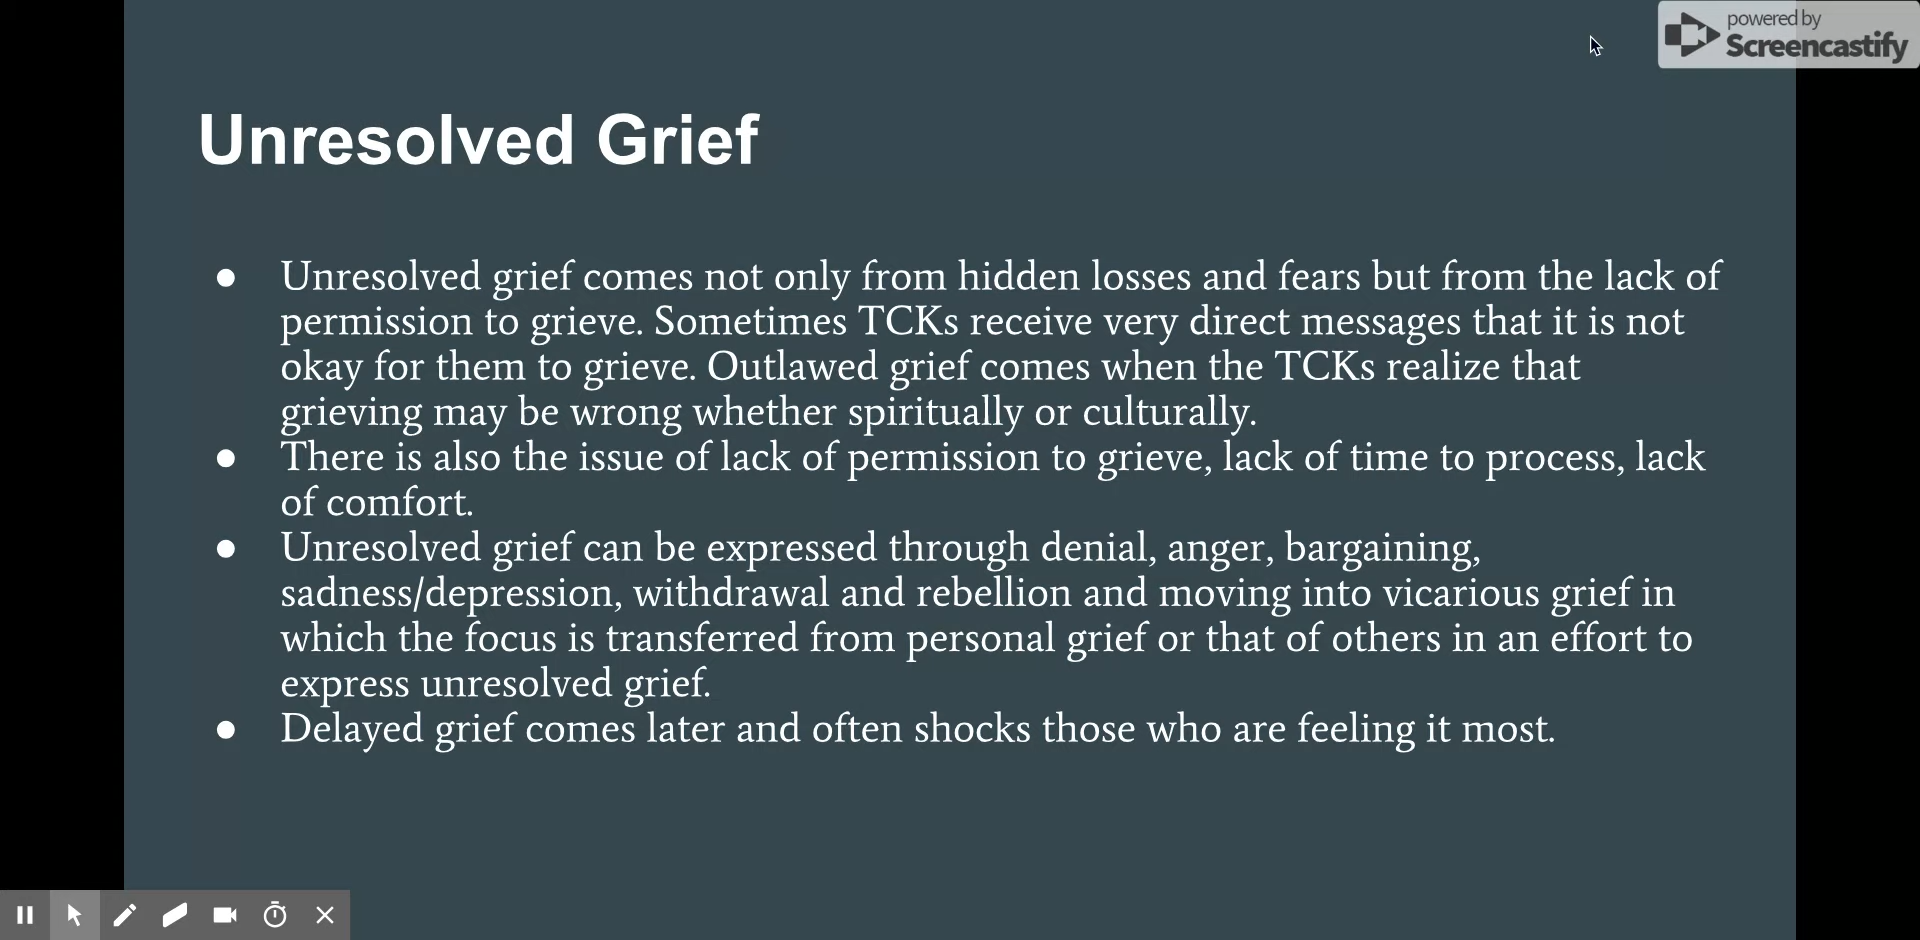 powered by
Screencastify
Unresolved Grief
● Unresolved grief comes not only from hidden losses and fears but from the lack of
permission to grieve. Sometimes TCKs receive very direct messages that it is not
okay for them to grieve. Outlawed grief comes when the TCKs realize that
grieving may be wrong whether spiritually or culturally.
● There is also the issue of lack of permission to grieve, lack of time to process, lack
of comfort.
● Unresolved grief can be expressed through denial, anger, bargaining,
sadness/depression, withdrawal and rebellion and moving into vicarious grief in
which the focus is transferred from personal grief or that of others in an effort to
express unresolved grief.
● Delayed grief comes later and often shocks those who are feeling it most.